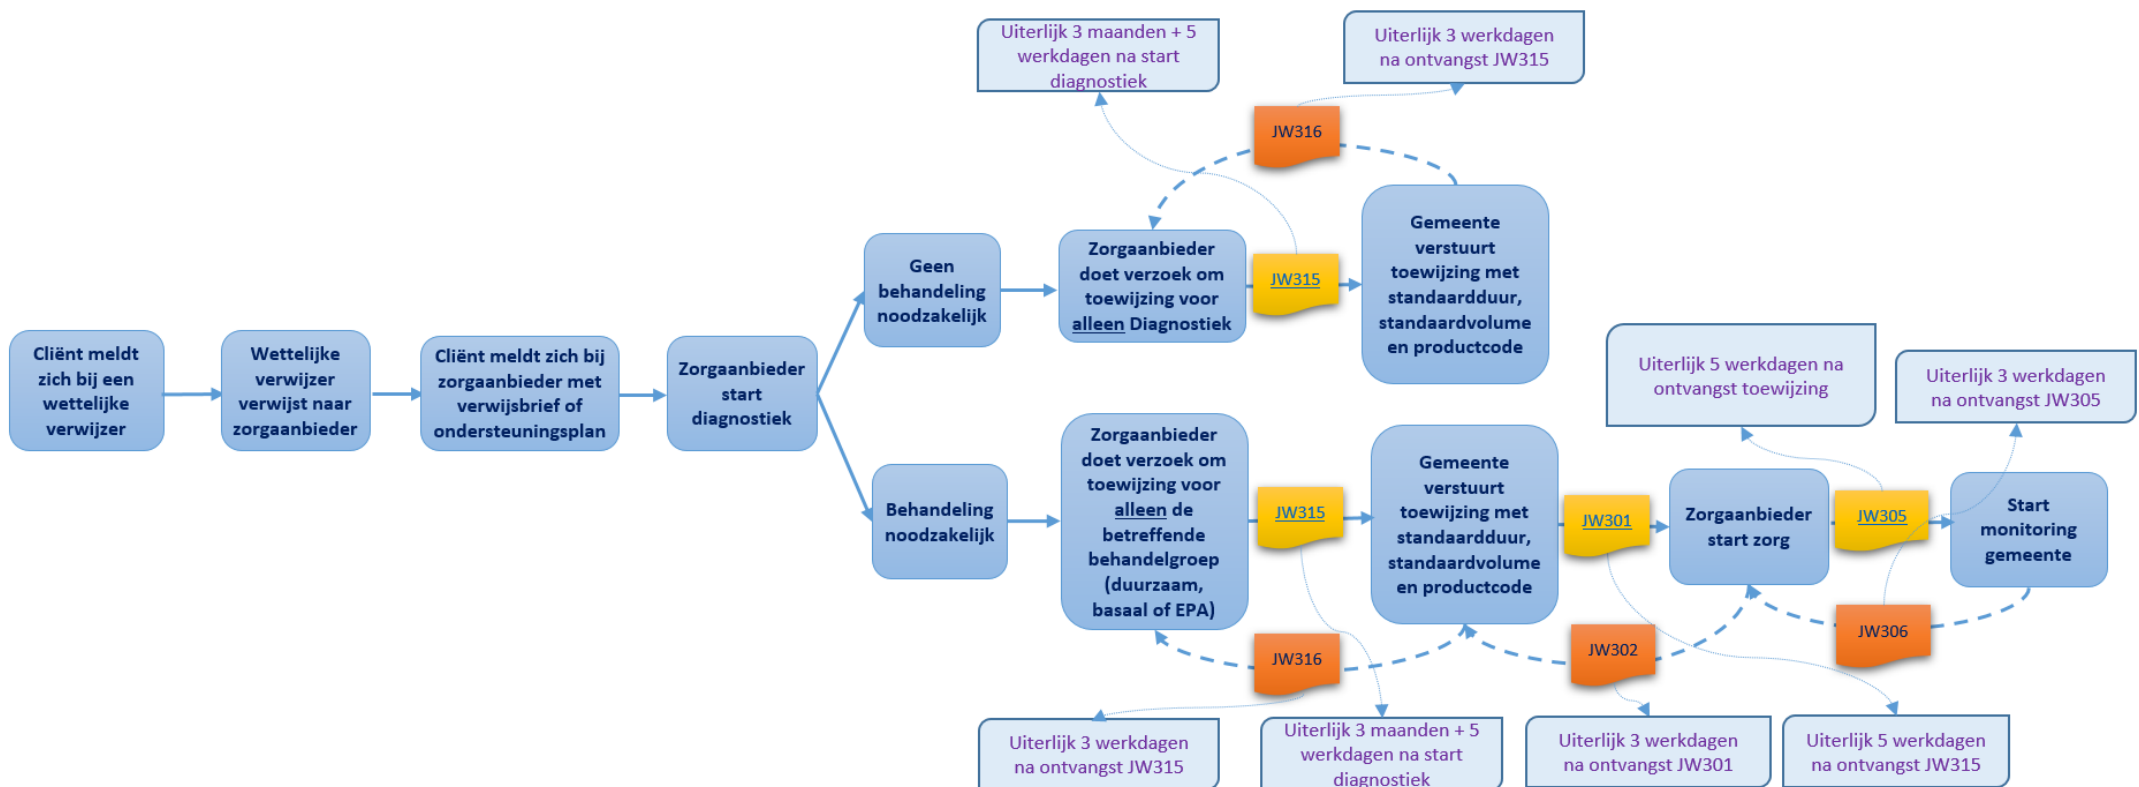 Uiterlijk 3 maanden + 5
werkdagen na start
diagnostiek
Uiterlijk 3 werkdagen
na ontvangst JW315
JW316
Cliënt meldt
zich bij een
wettelijke
verwijzer
Wettelijke
verwijzer
verwijst naar
zorgaanbieder
Cliënt meldt zich bij
zorgaanbieder met
verwijsbrief of
ondersteuningsplan
Zorgaanbieder
start
diagnostiek
Geen
behandeling
noodzakelijk
Zorgaanbieder
doet verzoek om
toewijzing voor
alleen Diagnostiek
JW315
Gemeente
verstuurt
toewijzing met
standaardduur,
standaardvolume
en productcode
Behandeling
noodzakelijk
Zorgaanbieder
doet verzoek om
toewijzing voor
alleen de
betreffende
behandelgroep
(duurzaam,
basaal of EPA)
JW315
Gemeente
verstuurt
toewijzing met
standaardduur,
standaardvolume
en productcode
JW301
Zorgaanbieder
start zorg
JW305
Start
monitoring
gemeente
Uiterlijk 5 werkdagen na
ontvangst toewijzing
Uiterlijk 3 werkdagen
na ontvangst JW305
JW316
JW302
JW306
Uiterlijk 3 werkdagen
na ontvangst JW315
Uiterlijk 3 maanden + 5
werkdagen na start
diagnostiek
Uiterlijk 3 werkdagen
na ontvangst JW301
Uiterlijk 5 werkdagen
na ontvangst JW315